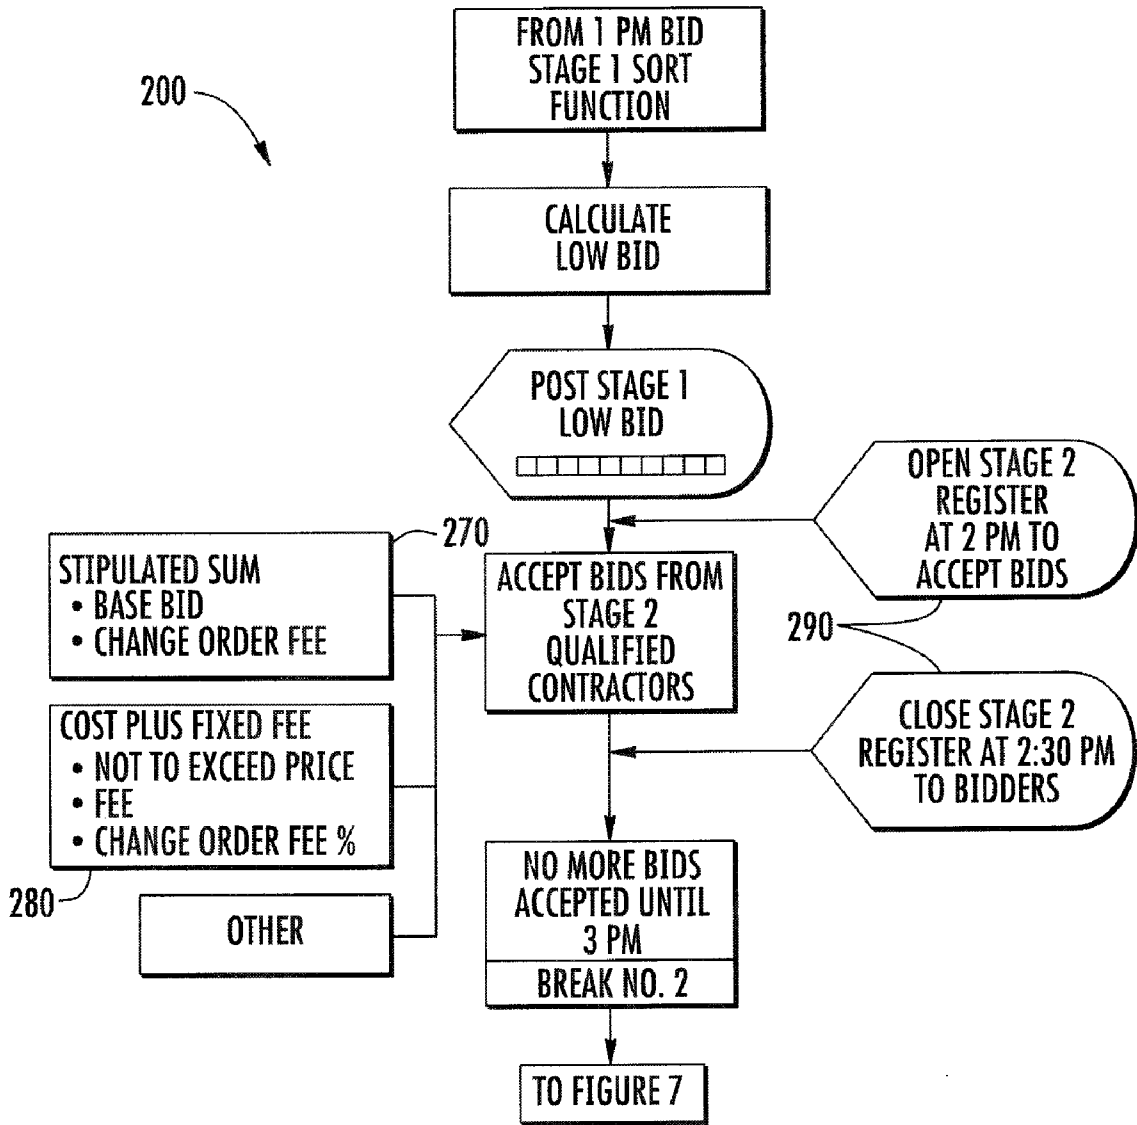 FROM 1 PM BID
STAGE 1 SORT
FUNCTION
200
CALCULATE
LOW BID
POST STAGE 1
LOW BID
OPEN STAGE 2
REGISTER
AT 2 PM TO
ACCEPT BIDS
270
STIPULATED SUM
• BASE BID
• CHANGE ORDER FEE
ACCEPT BIDS FROM
STAGE 2
QUALIFIED
CONTRACTORS
290
COST PLUS FIXED FEE
• NOT TO EXCEED PRICE
• FEE
• CHANGE ORDER FEE %
280
CLOSE STAGE 2
REGISTER AT 2:30 PM
TO BIDDERS
OTHER
NO MORE BIDS
ACCEPTED UNTIL
3 PM
BREAK NO. 2
TO FIGURE 7